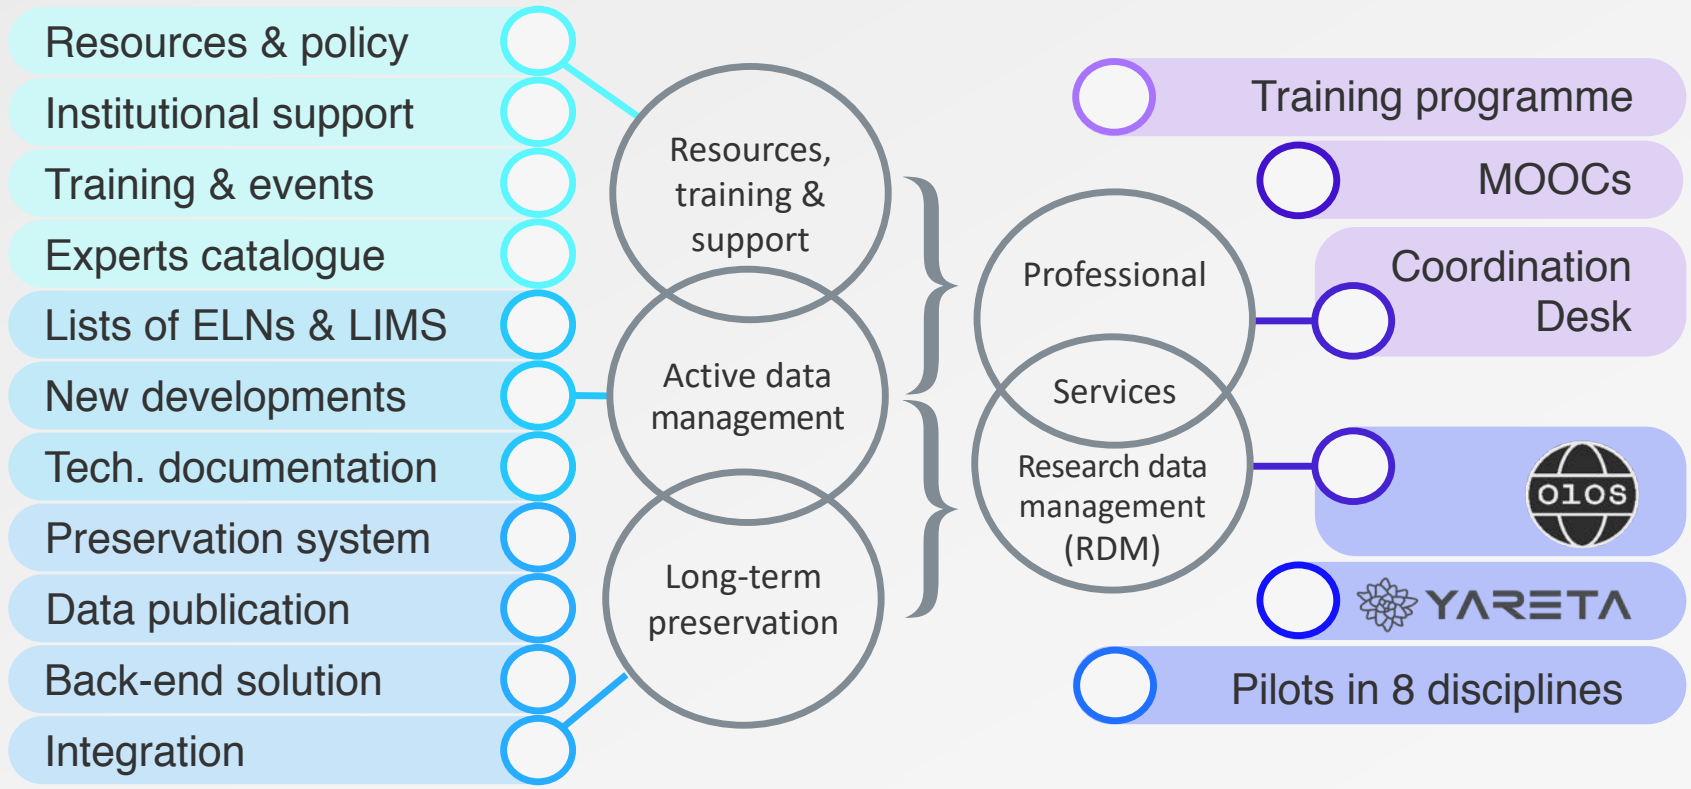 Resources & policy
Institutional support
Training & events
Experts catalogue
Lists of ELNs & LIMS
New developments
Tech. documentation
Preservation system
Data publication
Back-end solution
Integration
Resources,
training &
support
Active data
management
Long-term
preservation
Professional
Services
Research data
management
(RDM)
Training programme
MOOCs
Coordination
Desk
OLOS
YARETA
Pilots in 8 disciplines